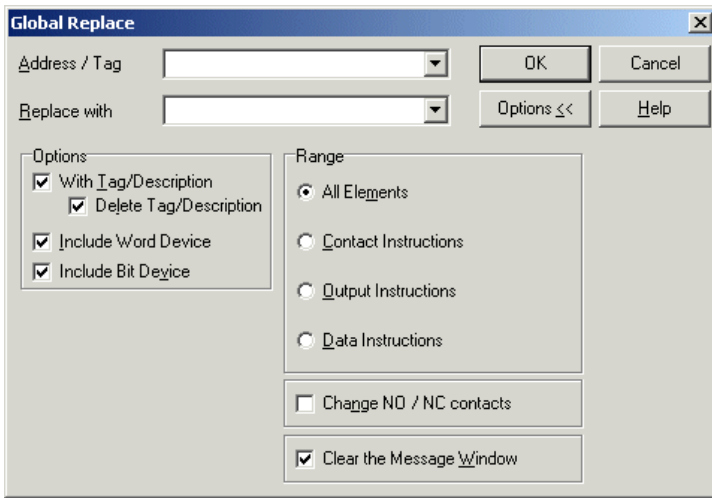 Global Replace
Address / Tag
OK
Cancel
Replace with
Options <<
Help
Options
With Tag/Description
Delete Tag/Description
Include Word Device
Include Bit Device
Range
All Elements
Contact Instructions
Output Instructions
Data Instructions
Change NO / NC contacts
Clear the Message Window